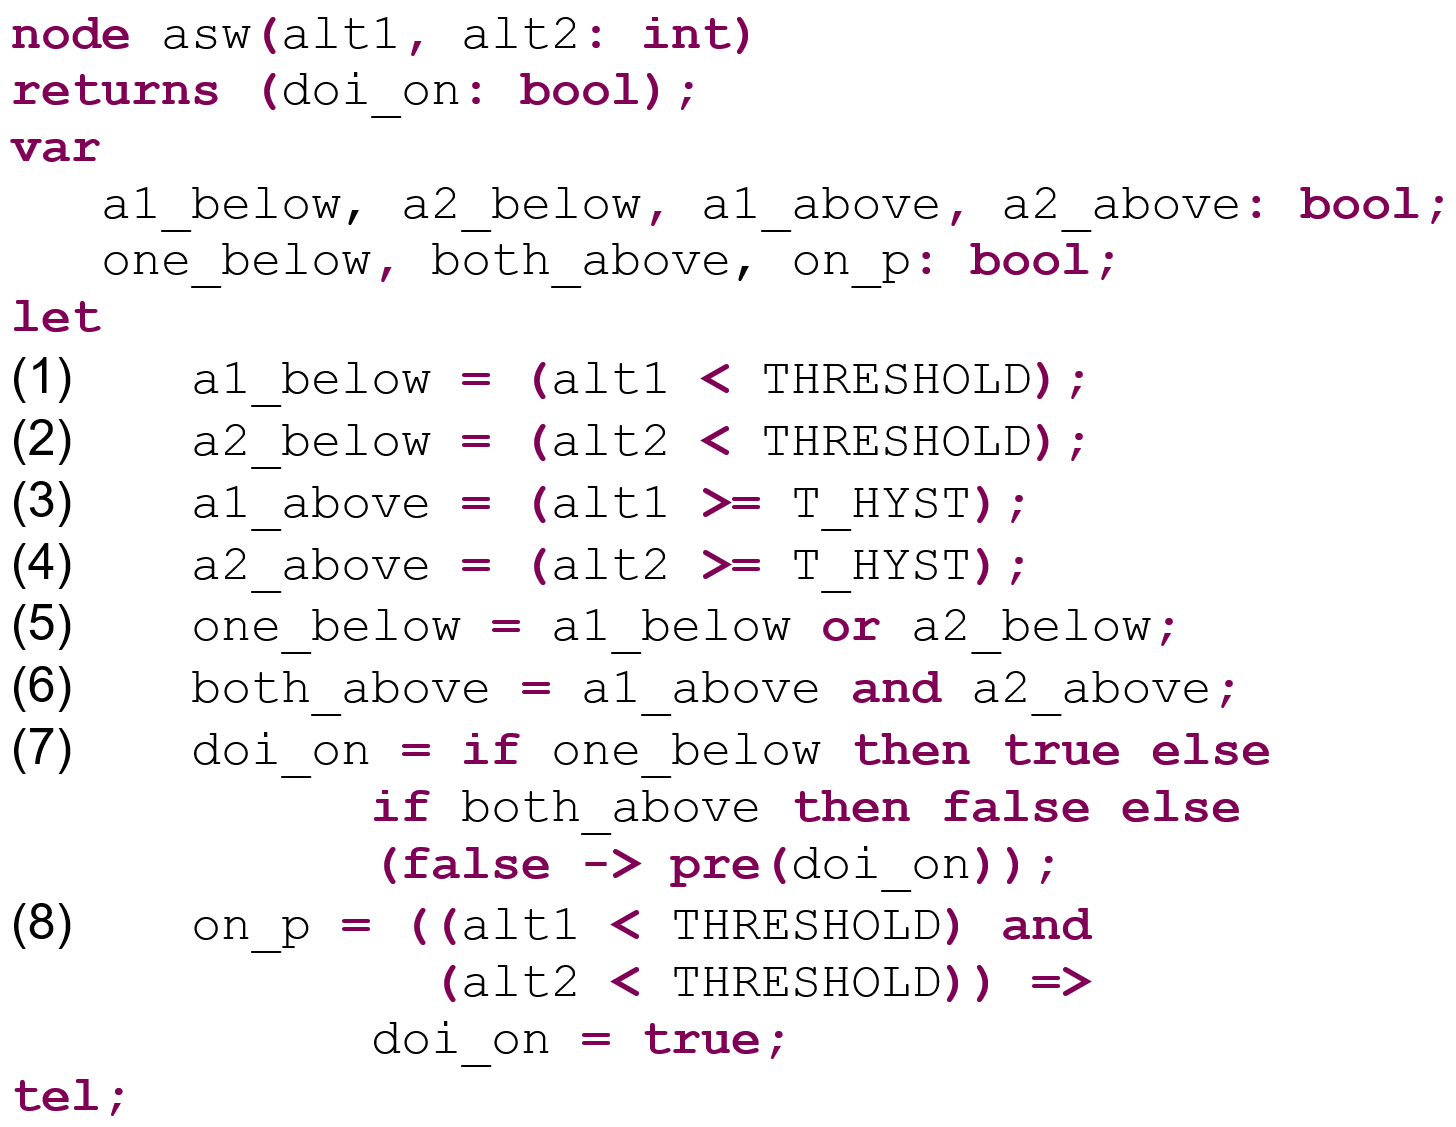 node asw(alt1, alt2: int)
returns (doi_on: bool);
var
a1_below, a2_below, a1_above, a2_above: bool;
one_below, both_above, on_p: bool;
let
(1) a1_below = (alt1 < THRESHOLD);
(2) a2_below = (alt2 < THRESHOLD);
(3) a1_above = (alt1 >= T_HYST);
(4) a2_above = (alt2 >= T_HYST);
(5) one_below = a1_below or a2_below;
(6) both_above = a1_above and a2_above;
(7) doi_on = if one_below then true else
if both_above then false else
(false -> pre(doi_on));
(8) on_p = ((alt1 < THRESHOLD) and
(alt2 < THRESHOLD)) =>
doi_on = true;
tel;